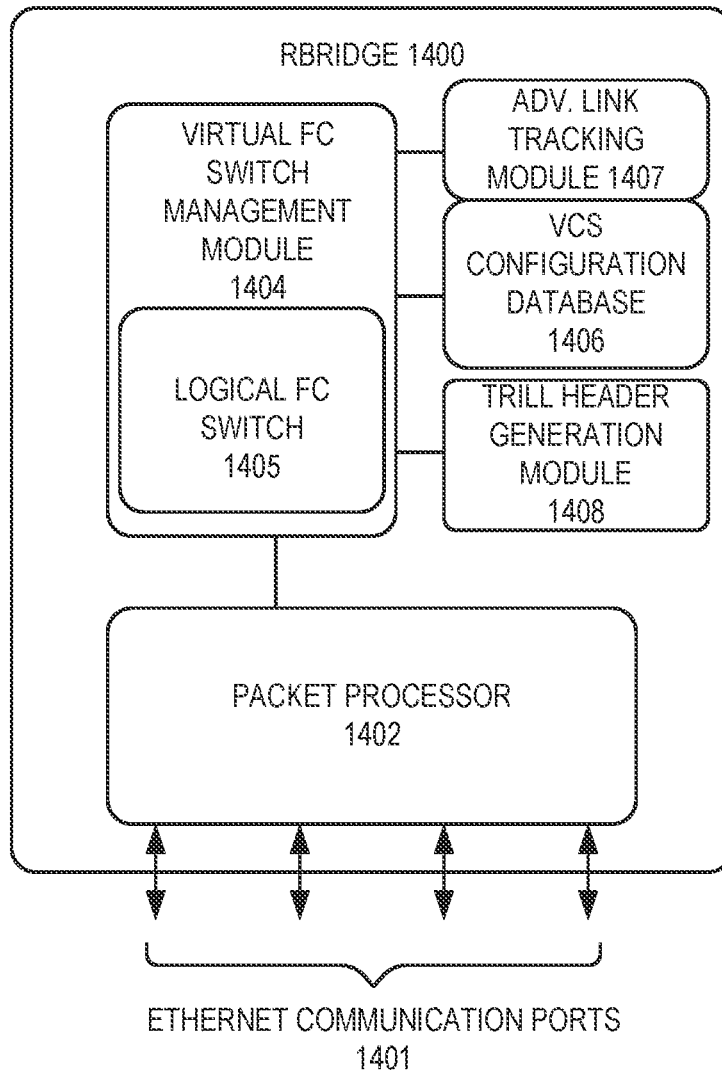 RBRIDGE 1400
VIRTUAL FC
SWITCH
MANAGEMENT
MODULE
1404
LOGICAL FC
SWITCH
1405
ADV. LINK
TRACKING
MODULE 1407
VCS
CONFIGURATION
DATABASE
1406
TRILL HEADER
GENERATION
MODULE
1408
PACKET PROCESSOR
1402
ETHERNET COMMUNICATION PORTS
1401